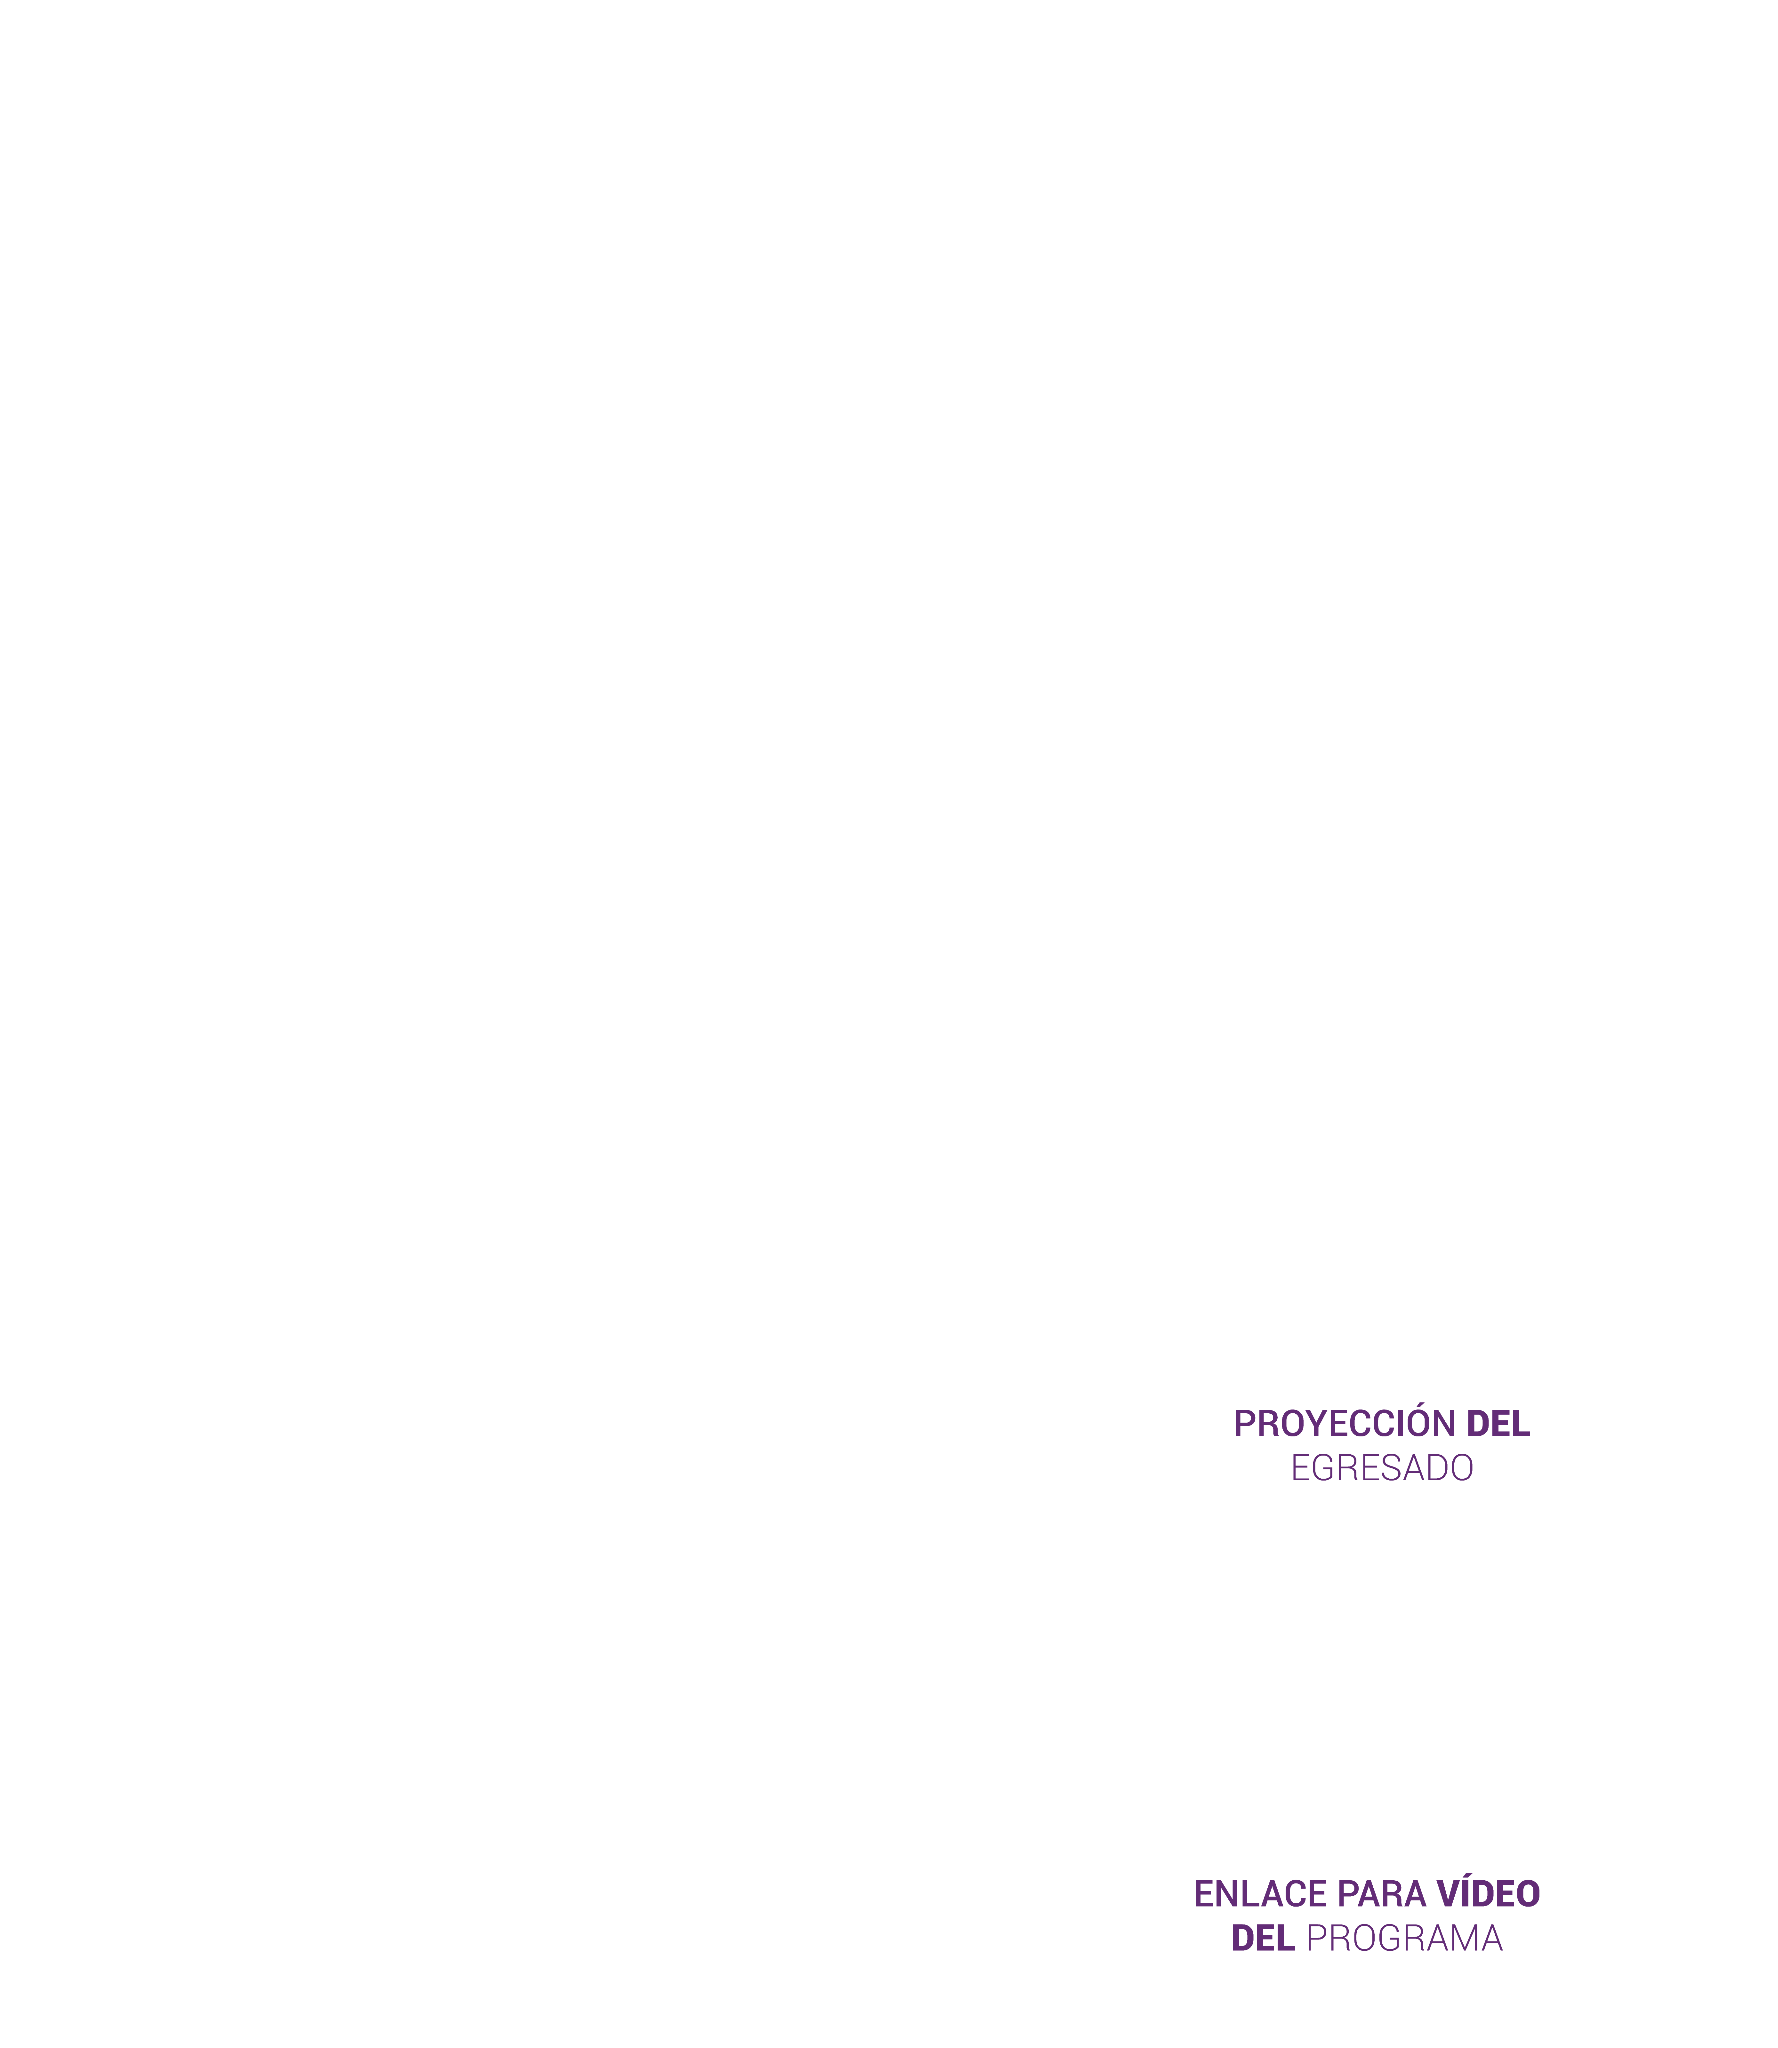 PROYECCIÓN DEL
EGRESADO
ENLACE PARA VÍDEO
DEL PROGRAMA